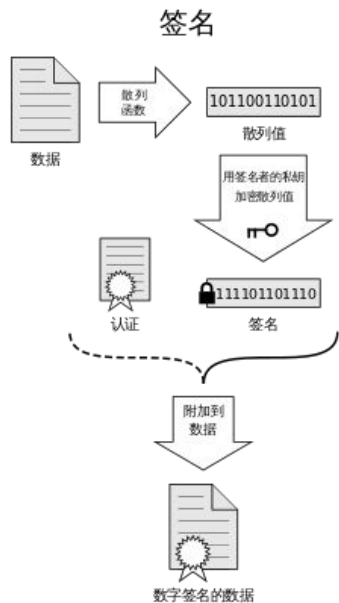 签名
散列
函数
101100110101
数据
散列值
用签名者的私钥
加密散列值
111101101110
认证
签名
附加到
数据
数字签名的数据